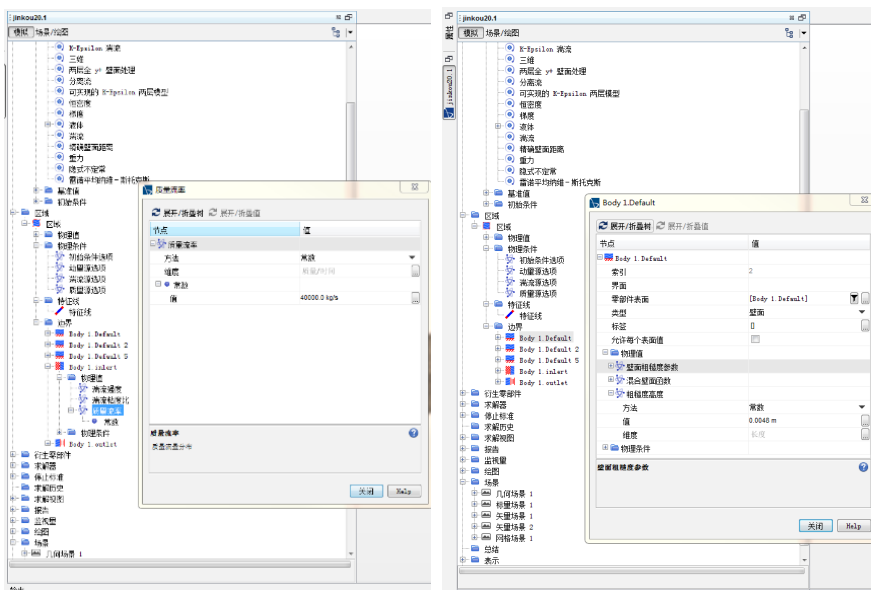 jinkou20.1
模拟 场景/绘图
K-Epsilon 湍流
三维
两层全 y+ 壁面处理
分离流
可实现的 K-Epsilon 两层模型
恒密度
梯度
液体
湍流
精确壁面距离
重力
隐式不定常
雷诺平均纳维-斯托克斯
基准值
初始条件
区域
区域
物理值
物理条件
初始条件选项
动量源选项
湍流源选项
质量源选项
特征线
特征线
边界
Body 1.Default
Body 1.Default 2
Body 1.Default 5
Body 1.inlert
物理值
湍流强度
湍流粘度比
质量流率
常数
物理条件
Body 1.outlet
衍生零部件
求解器
停止标准
求解历史
求解视图
报告
监视量
绘图
场景
几何场景 1
质量流率
展开/折叠树 展开/折叠值
节点 值
质量流率
方法 常数
维度 质量/时间
常数
值 40000.0 kg/s
质量流率
质量流量分布
关闭 Help
jinkou20.1
模拟 场景/绘图
jinkou20.1
K-Epsilon 湍流
三维
两层全 y+ 壁面处理
分离流
可实现的 K-Epsilon 两层模型
恒密度
梯度
液体
湍流
精确壁面距离
重力
隐式不定常
雷诺平均纳维-斯托克斯
基准值
初始条件
区域
区域
物理值
物理条件
初始条件选项
动量源选项
湍流源选项
质量源选项
特征线
特征线
边界
Body 1.Default
Body 1.Default 2
Body 1.Default 5
Body 1.inlert
Body 1.outlet
衍生零部件
求解器
停止标准
求解历史
求解视图
报告
监视量
绘图
场景
几何场景 1
标量场景 1
矢量场景 1
矢量场景 2
网格场景 1
总结
表示
Body 1.Default
展开/折叠树 展开/折叠值
节点 值
Body 1.Default
索引 2
界面
零部件表面 [Body 1.Default]
类型 壁面
标签 []
允许每个表面值
物理值
壁面粗糙度参数
混合壁面函数
粗糙度高度
方法 常数
值 0.0046 m
维度 长度
物理条件
壁面粗糙度参数
关闭 Help